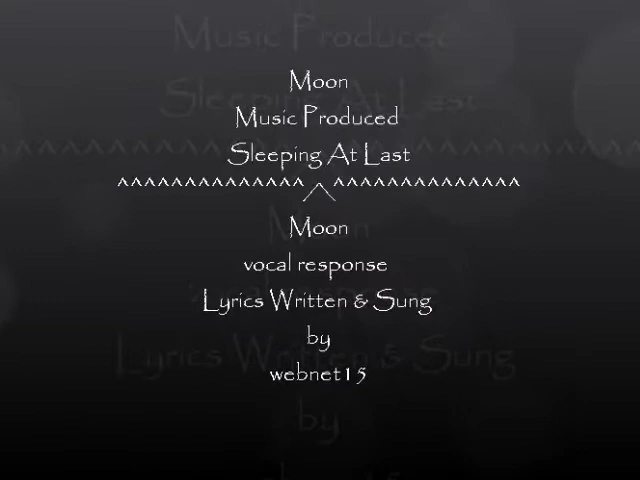 Moon
Music Produced
Sleeping At Last
^^^^^^^^^^^^^^^^^^^^^^^^^^^^^
Moon
vocal response
Lyrics Written & Sung
by
webnet15